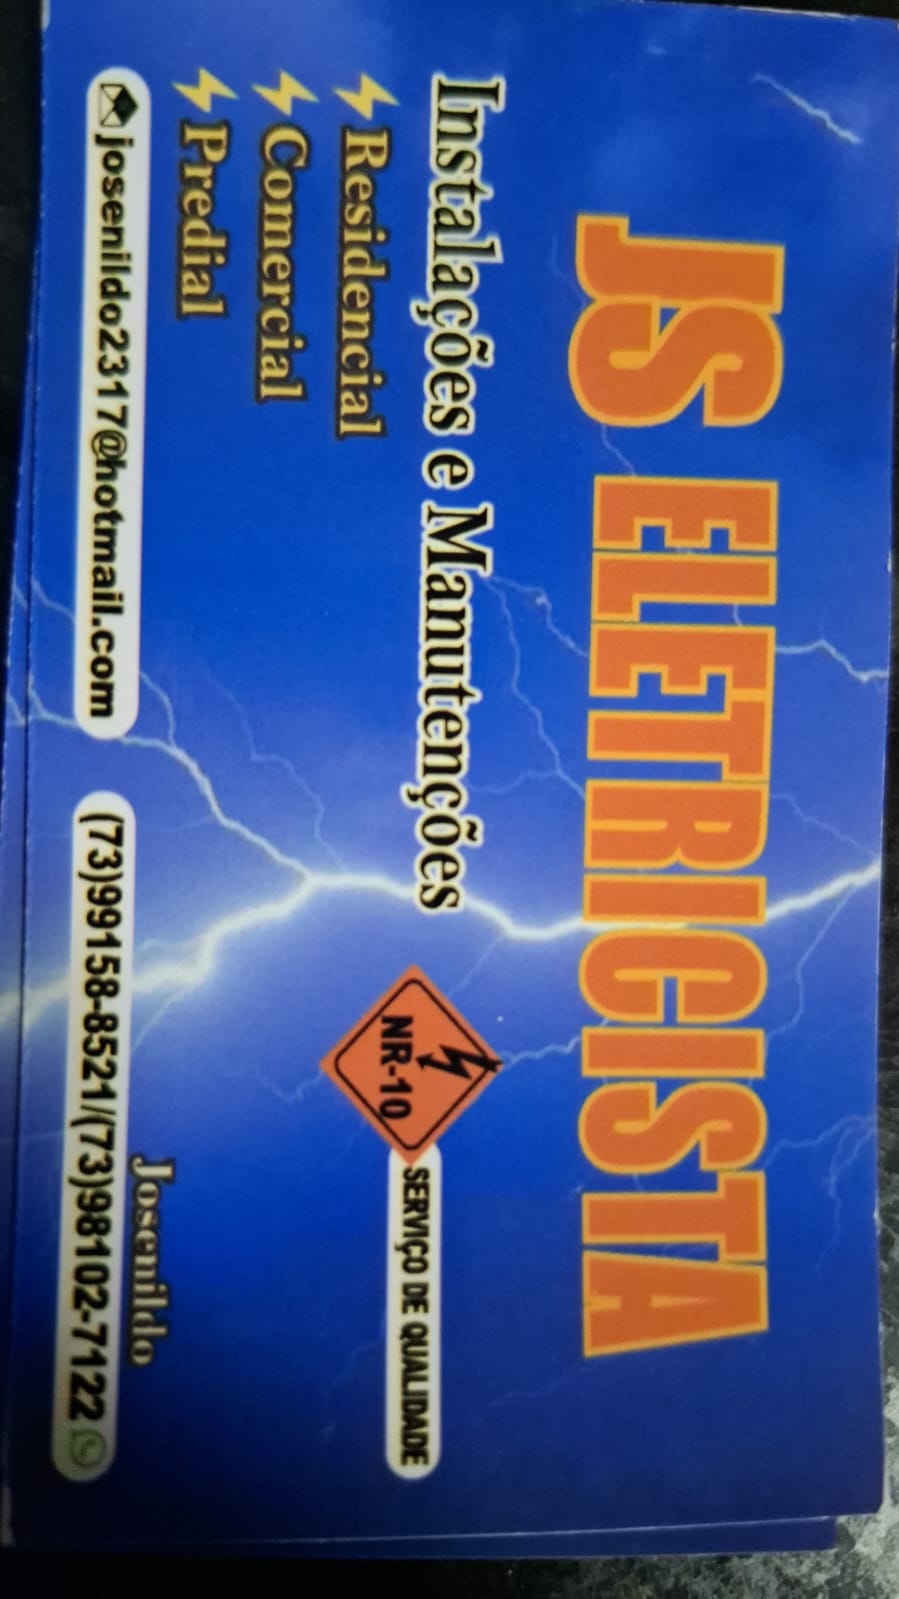 JS ELETRICISTA
Instalações e Manutenções
Residencial
Comercial
Predial
NR-10
SERVIÇO DE QUALIDADE
Josenildo
josenildo2317@hotmail.com
(73)99158-8521/(73)98102-7122